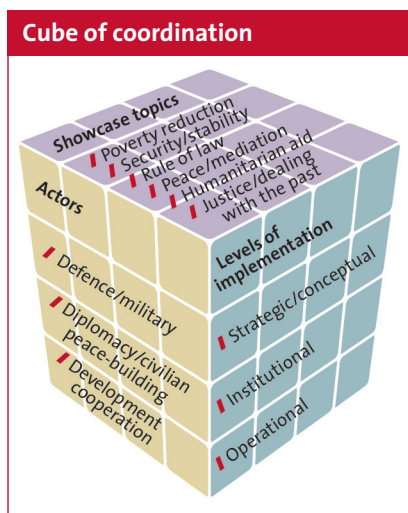 Cube of coordination
Showcase topics
Poverty reduction
Security/stability
Rule of law
Peace/mediation
Humanitarian aid
Justice/dealing
with the past
Actors
Defence/military
Diplomacy/civilian
peace-building
Development
cooperation
Levels of
implementation
Strategic/conceptual
Institutional
Operational